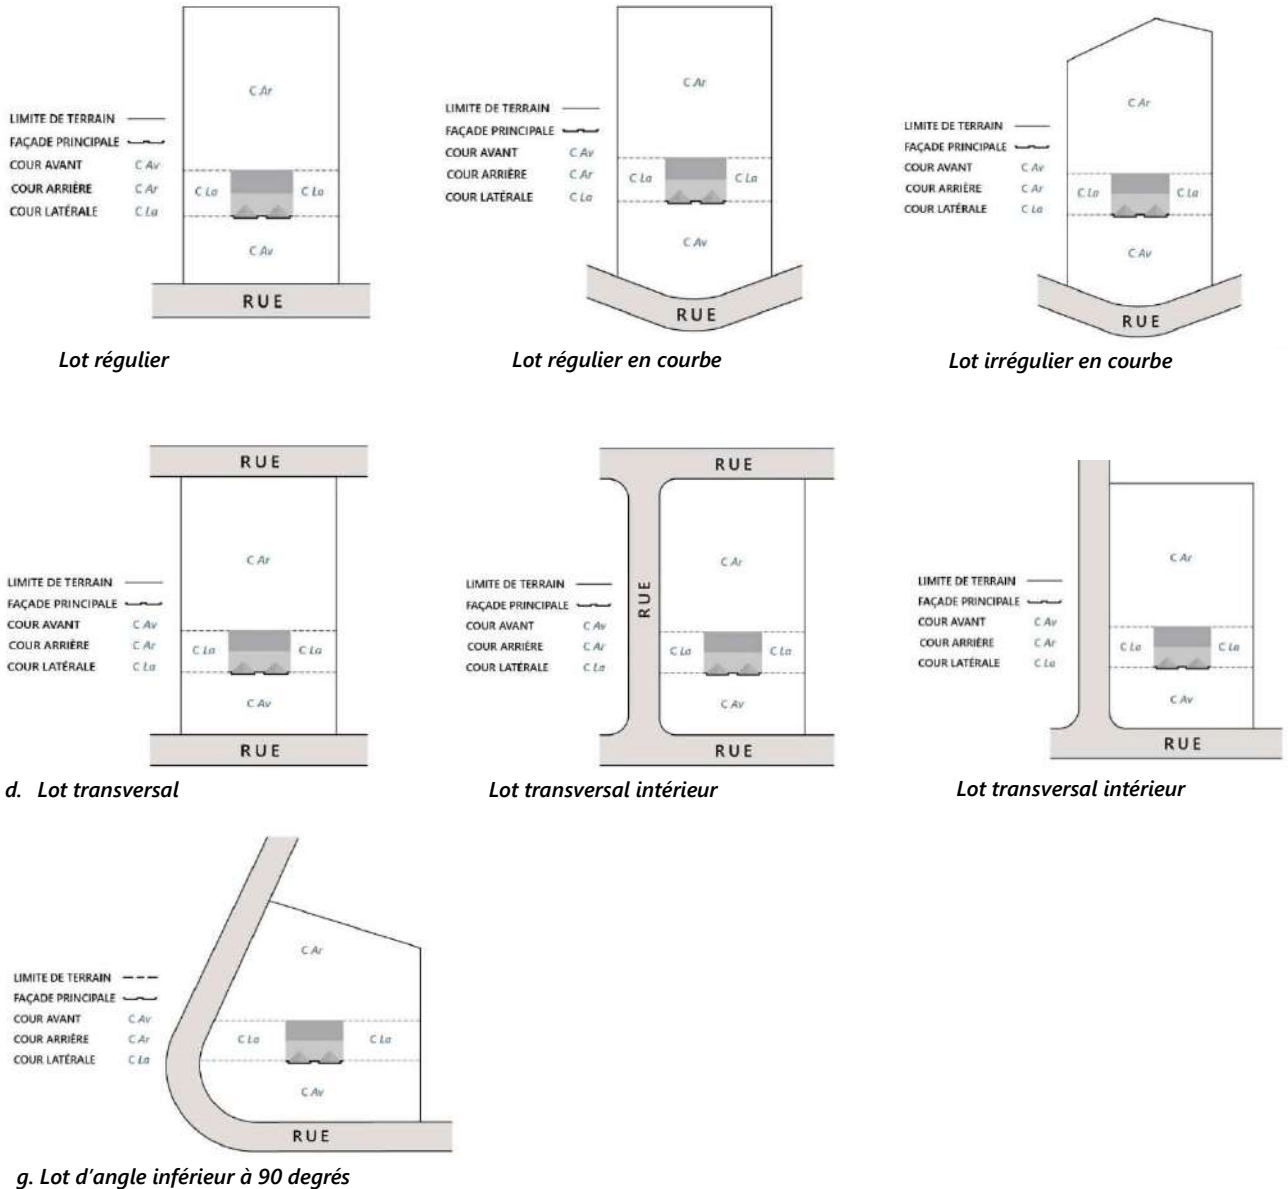 C Ar
LIMITE DE TERRAIN
FAÇADE PRINCIPALE
COUR AVANT C Av
COUR ARRIÈRE C Ar
COUR LATÉRALE C La
C La C La
C Av
RUE
Lot régulier
C Ar
LIMITE DE TERRAIN
FAÇADE PRINCIPALE
COUR AVANT C Av
COUR ARRIÈRE C Ar
COUR LATÉRALE C La
C La C La
C Av
RUE
Lot régulier en courbe
C Ar
LIMITE DE TERRAIN
FAÇADE PRINCIPALE
COUR AVANT C Av
COUR ARRIÈRE C Ar
COUR LATÉRALE C La
C La C La
C Av
RUE
Lot irrégulier en courbe
RUE
C Ar
LIMITE DE TERRAIN
FAÇADE PRINCIPALE
COUR AVANT C Av
COUR ARRIÈRE C Ar
COUR LATÉRALE C La
C La C La
C Av
RUE
d. Lot transversal
RUE
C Ar
LIMITE DE TERRAIN
FAÇADE PRINCIPALE
COUR AVANT C Av
COUR ARRIÈRE C Ar
COUR LATÉRALE C La
RUE
C La C La
C Av
RUE
Lot transversal intérieur
C Ar
LIMITE DE TERRAIN
FAÇADE PRINCIPALE
COUR AVANT C Av
COUR ARRIÈRE C Ar
COUR LATÉRALE C La
C La C La
C Av
RUE
Lot transversal intérieur
C Ar
LIMITE DE TERRAIN
FAÇADE PRINCIPALE
COUR AVANT C Av
COUR ARRIÈRE C Ar
COUR LATÉRALE C La
C La C La
C Av
RUE
g. Lot d'angle inférieur à 90 degrés